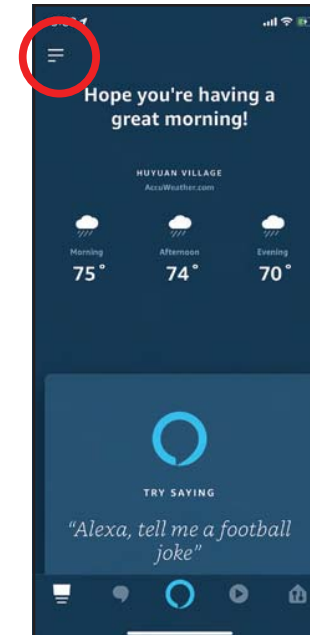 Hope you're having a
great morning!
HUYUAN VILLAGE
AccuWeather.com
Morning Afternoon Evening
75° 74° 70°
TRY SAYING
"Alexa, tell me a football
joke"